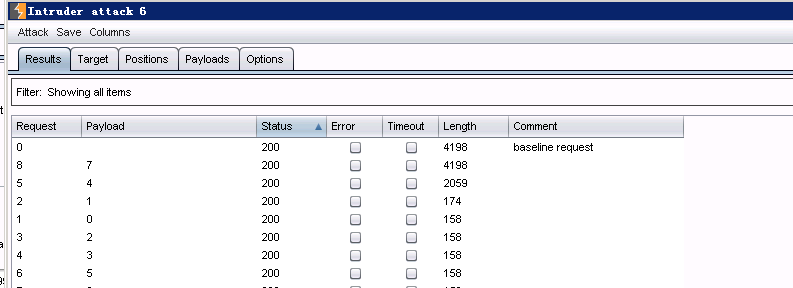 Intruder attack 6
Attack Save Columns
Results Target Positions Payloads Options
Filter: Showing all items
Request Payload Status Error Timeout Length Comment
0 200 4198 baseline request
8 7 200 4198
5 4 200 2059
2 1 200 174
1 0 200 158
3 2 200 158
4 3 200 158
6 5 200 158